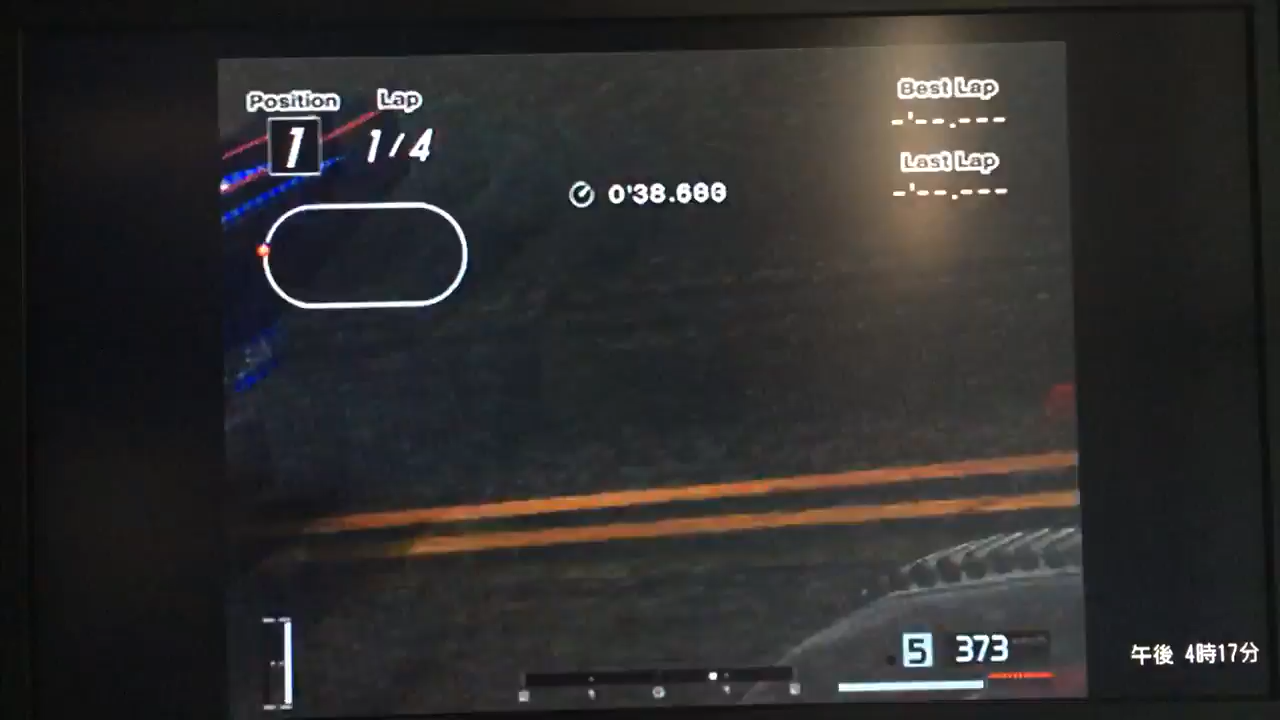 Position Lap
1 1/4
Best Lap
-'--.---
Last Lap
-'--.---
0'38.666
5 373
午後 4時17分